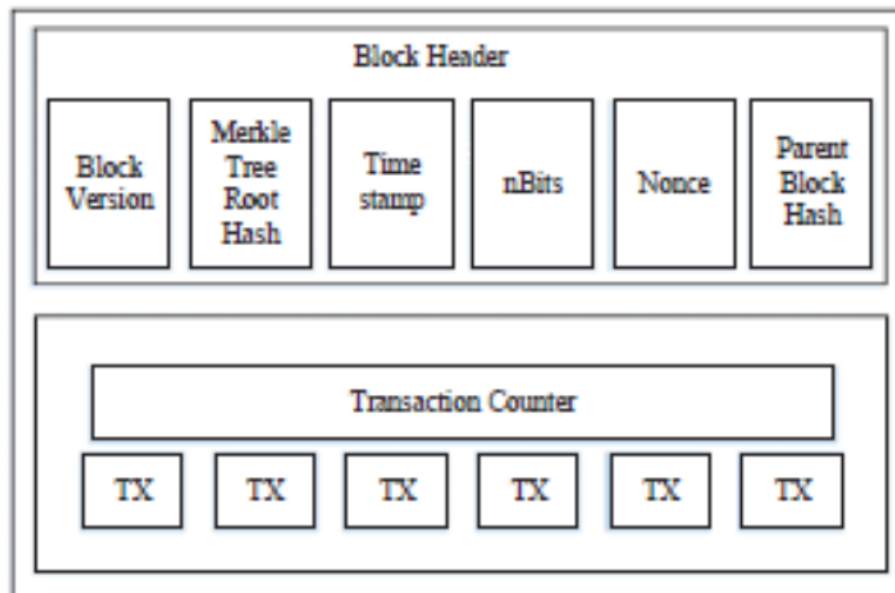 Block Header
Block
Version
Merkle
Tree
Root
Hash
Time
stamp
nBits
Nonce
Parent
Block
Hash
Transaction Counter
TX
TX
TX
TX
TX
TX